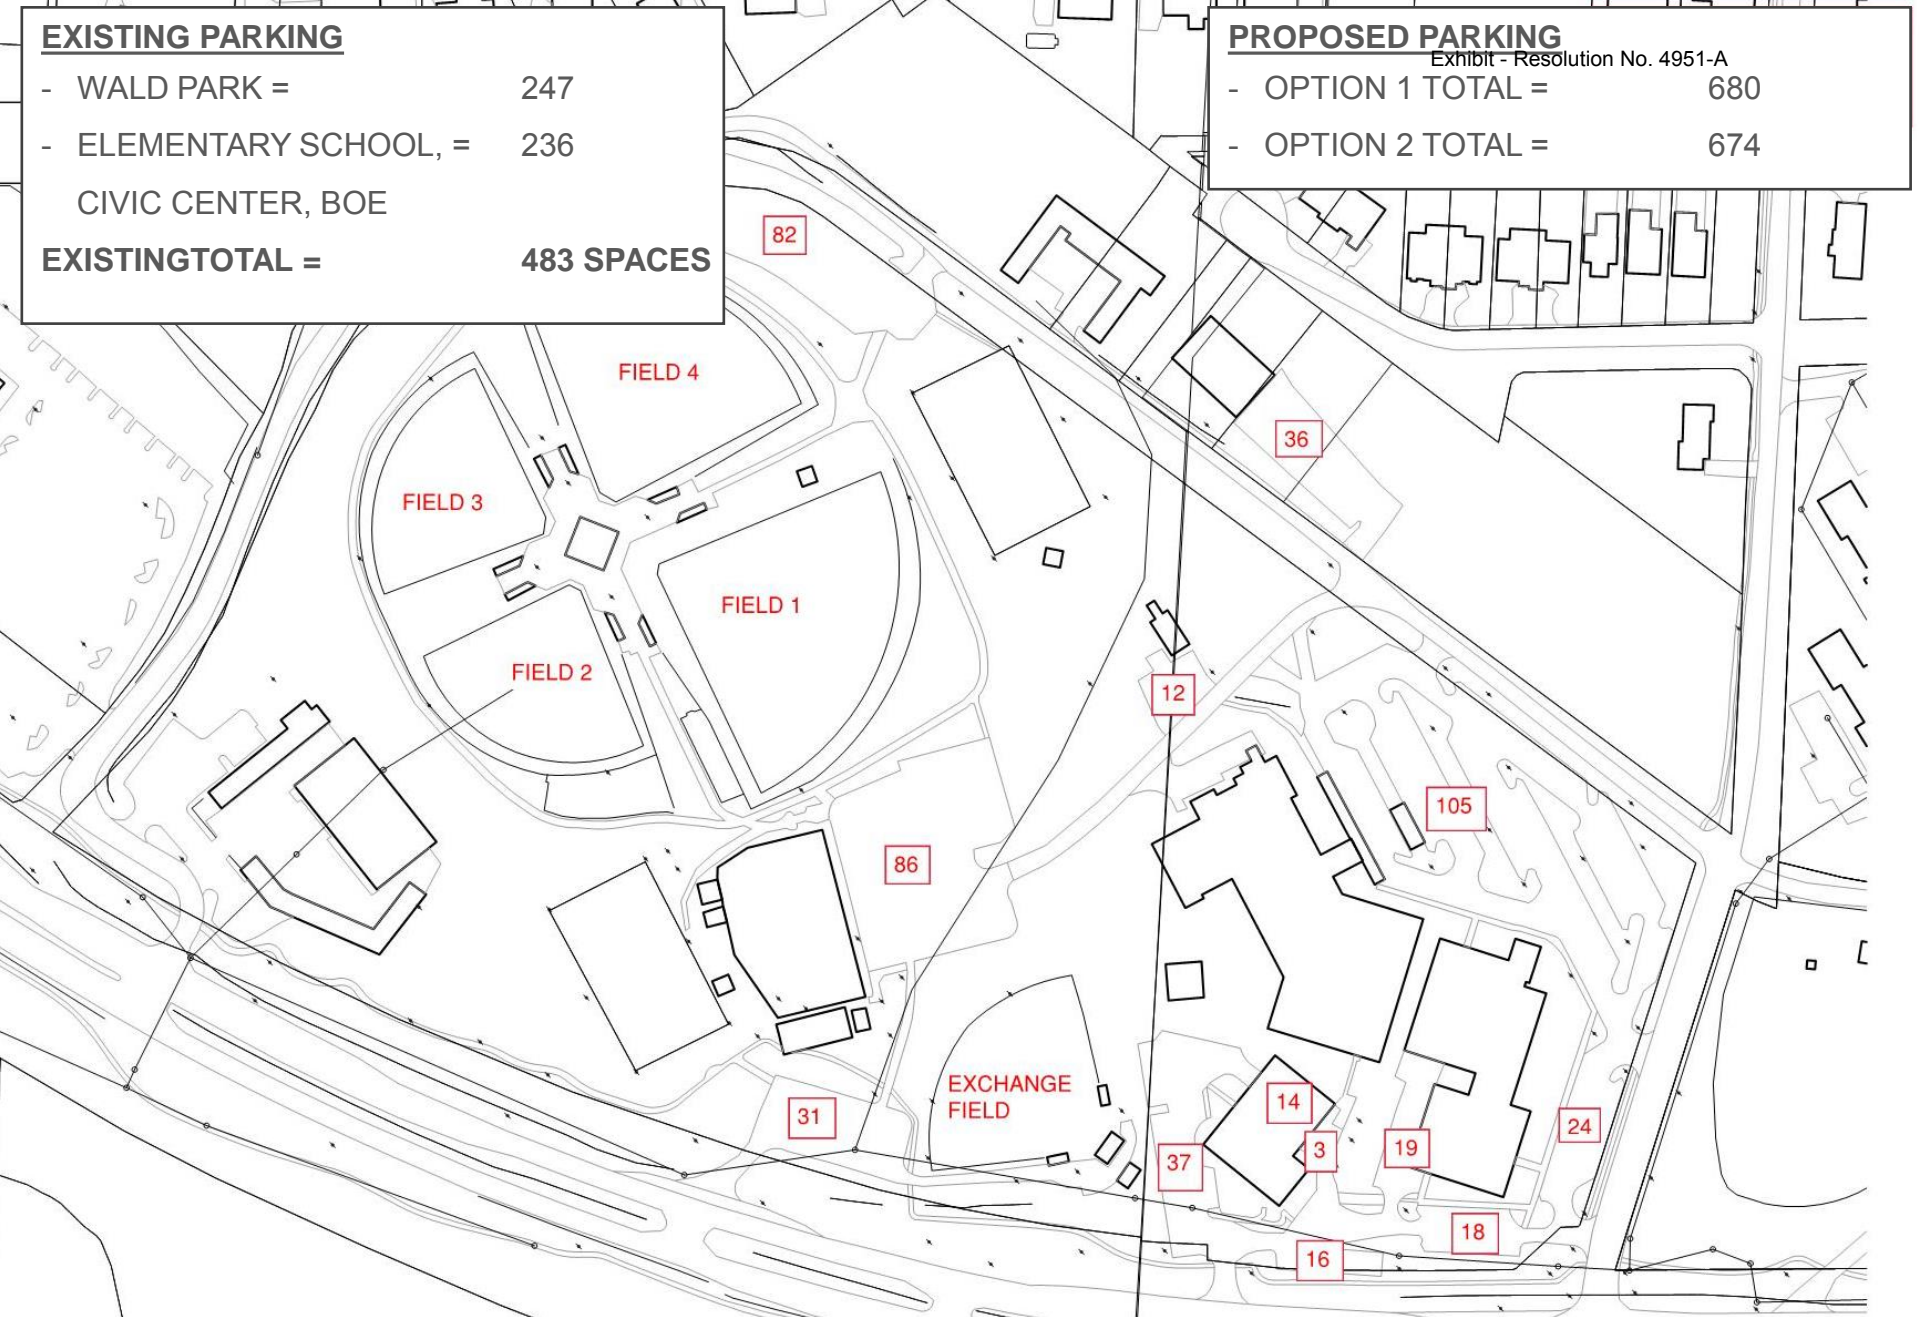 EXISTING PARKING
- WALD PARK = 247
- ELEMENTARY SCHOOL, = 236
CIVIC CENTER, BOE
EXISTINGTOTAL = 483 SPACES
PROPOSED PARKING
Exhibit - Resolution No. 4951-A
- OPTION 1 TOTAL = 680
- OPTION 2 TOTAL = 674
82
FIELD 4
36
FIELD 3
FIELD 1
FIELD 2
12
105
86
EXCHANGE
FIELD
14
31
24
3
19
37
18
16